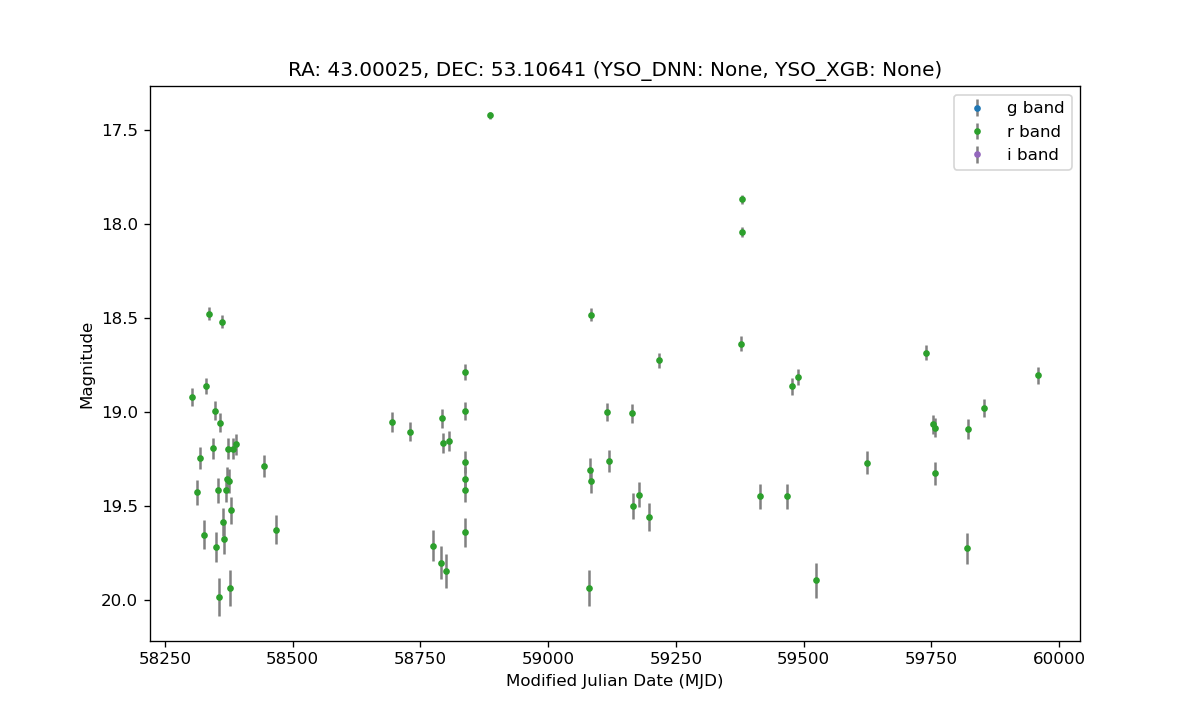 RA: 43.00025, DEC: 53.10641 (YSO_DNN: None, YSO_XGB: None)
g band
r band
i band
17.5
18.0
18.5
19.0
19.5
20.0
Magnitude
58250 58500 58750 59000 59250 59500 59750 60000
Modified Julian Date (MJD)